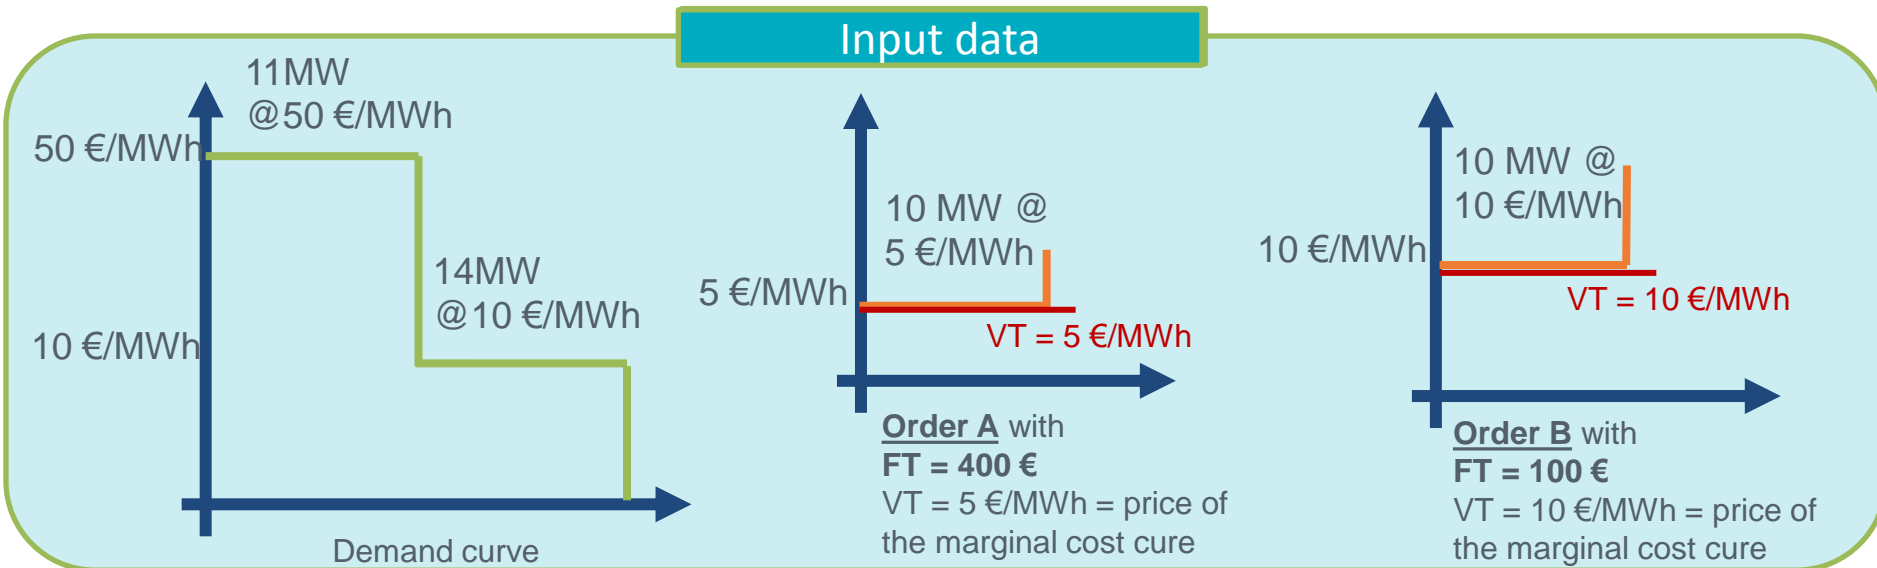 Input data
11MW
@50 €/MWh
50 €/MWh
14MW
@10 €/MWh
10 €/MWh
Demand curve
10 MW @
5 €/MWh
5 €/MWh
VT = 5 €/MWh
Order A with
FT = 400 €
VT = 5 €/MWh = price of
the marginal cost cure
10 MW @
10 €/MWh
10 €/MWh
VT = 10 €/MWh
Order B with
FT = 100 €
VT = 10 €/MWh = price of
the marginal cost cure